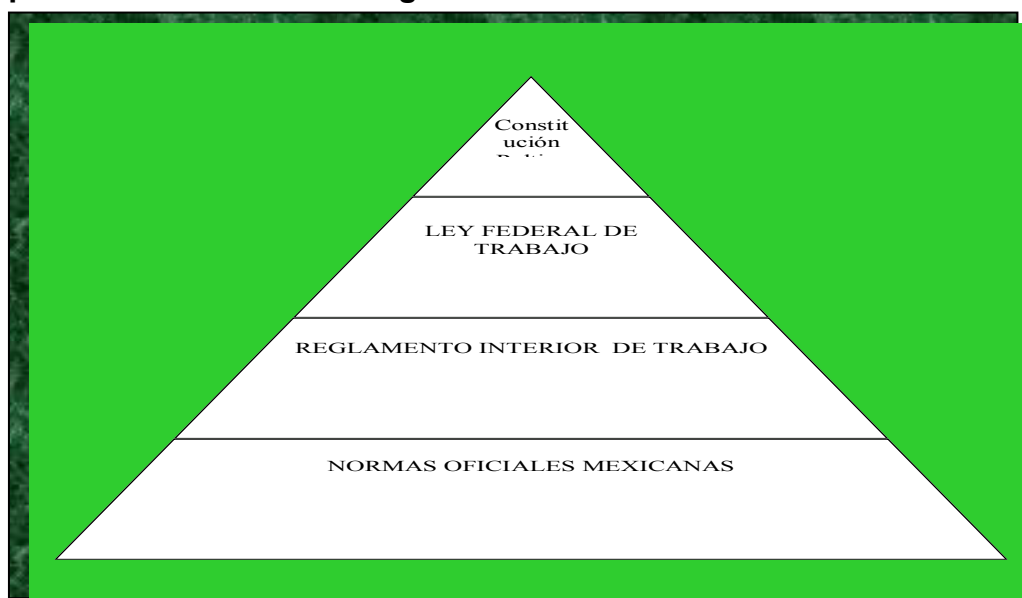 Constit
ución
LEY FEDERAL DE
TRABAJO
REGLAMENTO INTERIOR DE TRABAJO
NORMAS OFICIALES MEXICANAS